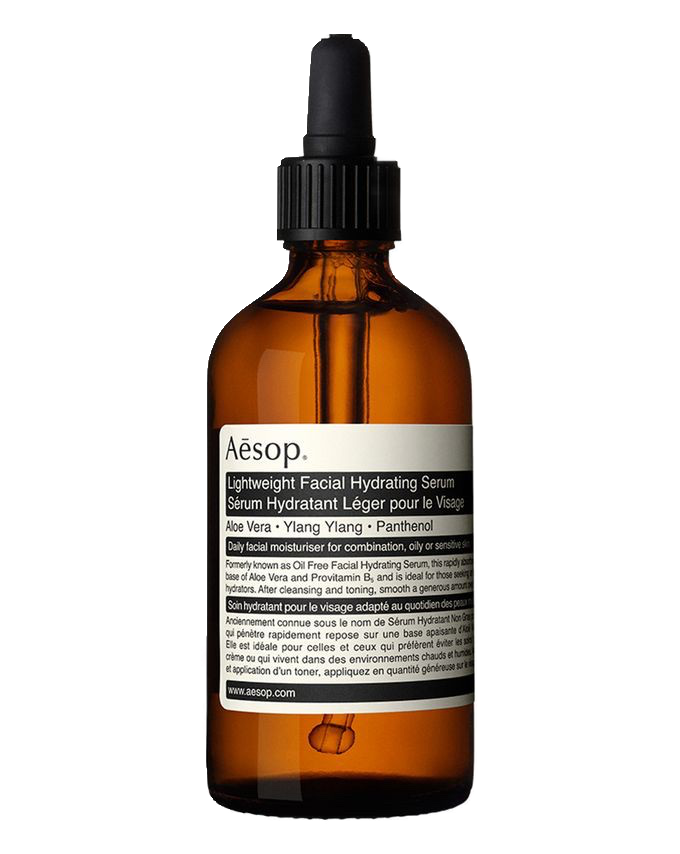 Aēsop®
Lightweight Facial Hydrating Serum
Sérum Hydratant Léger pour le Visage
Aloe Vera · Ylang Ylang · Panthenol
Daily facial moisturiser for combination, oily or sensitive
Formerly known as Oil Free Facial Hydrating Serum, this rapidly
base of Aloe Vera and Provitamin B₅ and is ideal for those seeking
hydrators. After cleansing and toning, smooth a generous amount
Soin hydratant pour le visage adapté au quotidien des peaux
Anciennement connue sous le nom de Sérum Hydratant Non
qui pénètre rapidement repose sur une base apaisante
Elle est idéale pour celles et ceux qui préfèrent éviter les
crème ou qui vivent dans des environnements chauds et humides.
et application d'un toner, appliquez en quantité généreuse sur le
www.aesop.com